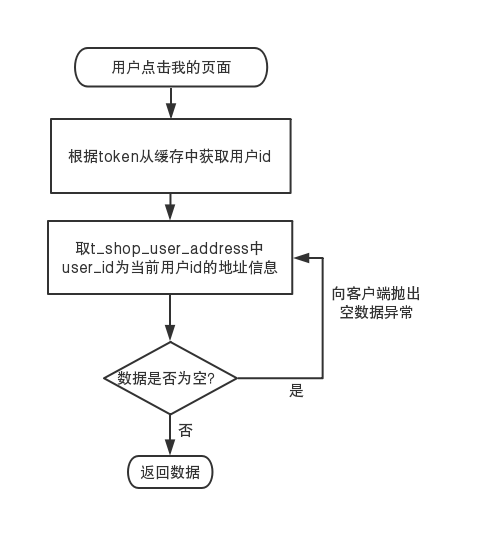 用户点击我的页面
根据token从缓存中获取用户id
取t_shop_user_address中
user_id为当前用户id的地址信息
向客户端抛出
空数据异常
数据是否为空?
是
否
返回数据